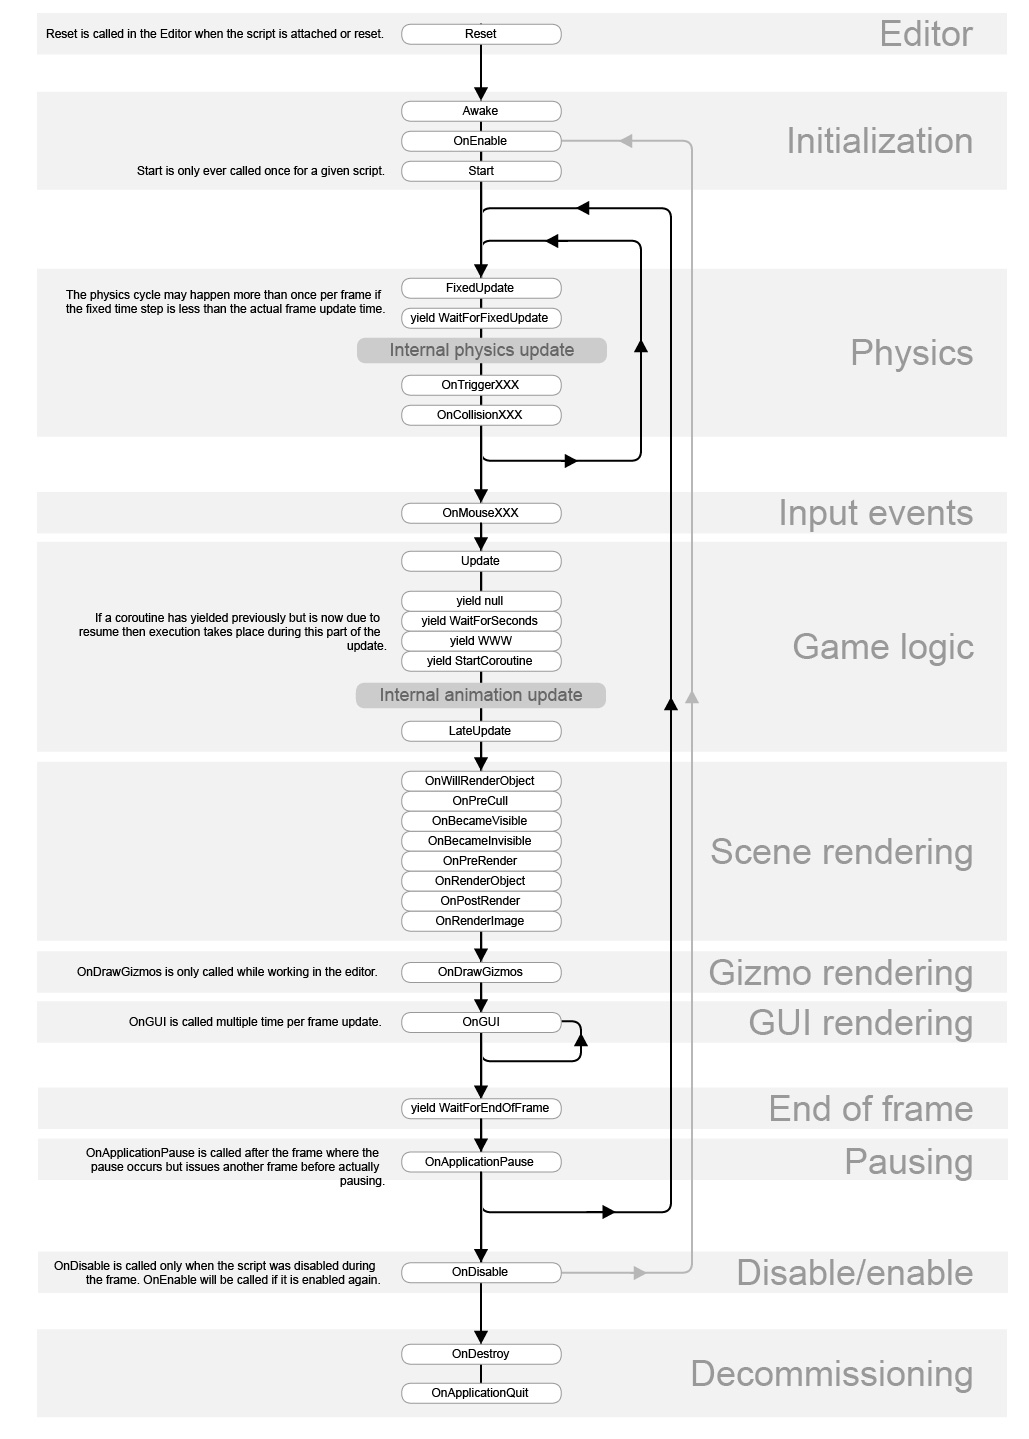 Reset is called in the Editor when the script is attached or reset.
Reset
Editor
Awake
OnEnable
Initialization
Start is only ever called once for a given script.
Start
FixedUpdate
The physics cycle may happen more than once per frame if
the fixed time step is less than the actual frame update time.
yield WaitForFixedUpdate
Internal physics update
Physics
OnTriggerXXX
OnCollisionXXX
OnMouseXXX
Input events
Update
yield null
If a coroutine has yielded previously but is now due to
resume then execution takes place during this part of the
update.
yield WaitForSeconds
yield WWW
yield StartCoroutine
Game logic
Internal animation update
LateUpdate
OnWillRenderObject
OnPreCull
OnBecameVisible
OnBecameInvisible
OnPreRender
OnRenderObject
OnPostRender
OnRenderImage
Scene rendering
OnDrawGizmos is only called while working in the editor.
OnDrawGizmos
Gizmo rendering
OnGUI is called multiple time per frame update.
OnGUI
GUI rendering
yield WaitForEndOfFrame
End of frame
OnApplicationPause is called after the frame where the
pause occurs but issues another frame before actually
pausing.
OnApplicationPause
Pausing
OnDisable is called only when the script was disabled during
the frame. OnEnable will be called if it is enabled again.
OnDisable
Disable/enable
OnDestroy
OnApplicationQuit
Decommissioning